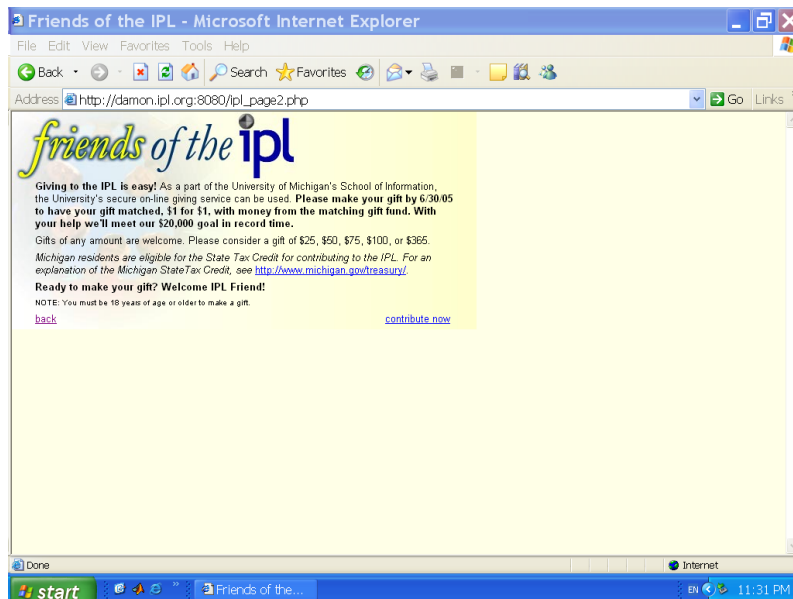 Friends of the IPL - Microsoft Internet Explorer
File Edit View Favorites Tools Help
Back Search Favorites
Address http://damon.ipl.org:8080/ipl_page2.php Go Links
friends of the ipl
Giving to the IPL is easy! As a part of the University of Michigan's School of Information,
the University's secure on-line giving service can be used. Please make your gift by 6/30/05
to have your gift matched, $1 for $1, with money from the matching gift fund. With
your help we'll meet our $20,000 goal in record time.
Gifts of any amount are welcome. Please consider a gift of $25, $50, $75, $100, or $365.
Michigan residents are eligible for the State Tax Credit for contributing to the IPL. For an
explanation of the Michigan StateTax Credit, see http://www.michigan.gov/treasury/.
Ready to make your gift? Welcome IPL Friend!
NOTE: You must be 18 years of age or older to make a gift.
back contribute now
Done Internet
start Friends of the... EN 11:31 PM